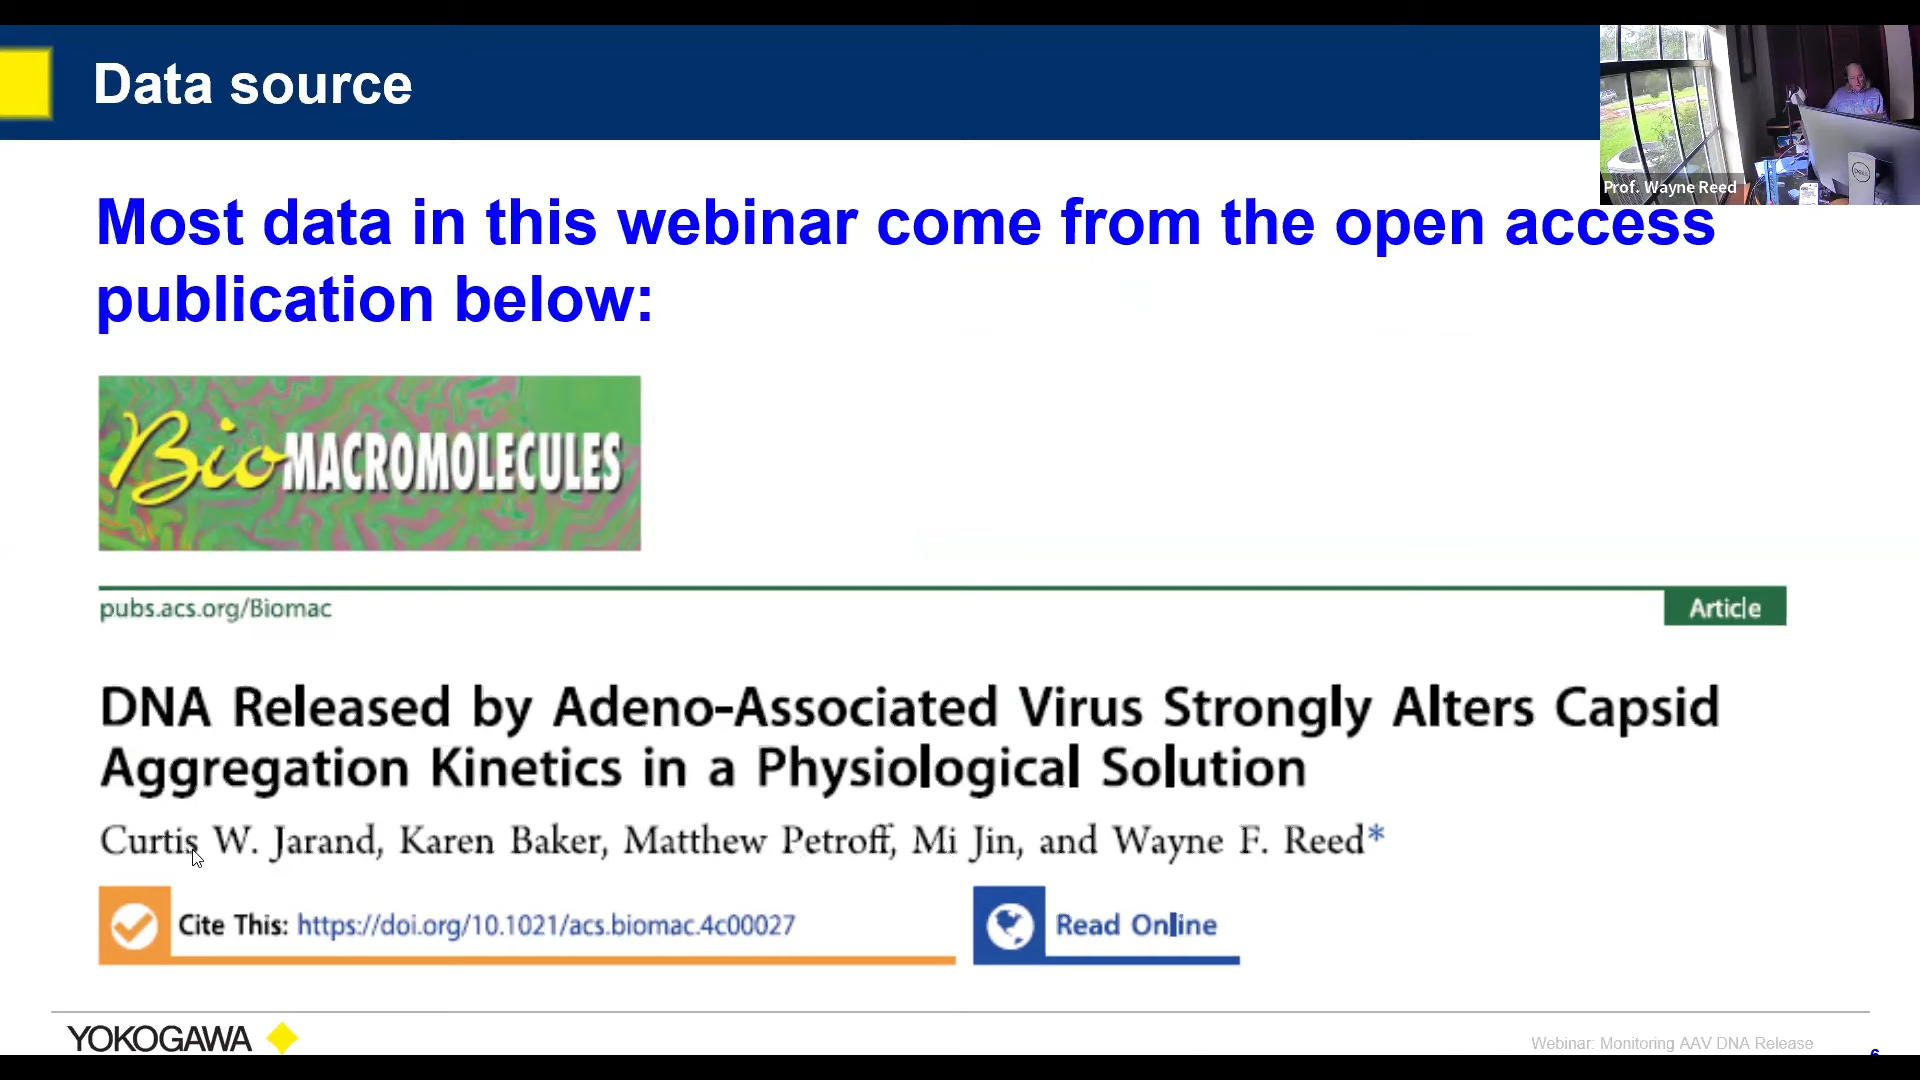 Data source
Prof. Wayne Reed
Most data in this webinar come from the open access
publication below:
BioMACROMOLECULES
pubs.acs.org/Biomac
Article
DNA Released by Adeno-Associated Virus Strongly Alters Capsid
Aggregation Kinetics in a Physiological Solution
Curtis W. Jarand, Karen Baker, Matthew Petroff, Mi Jin, and Wayne F. Reed*
Cite This: https://doi.org/10.1021/acs.biomac.4c00027
Read Online
YOKOGAWA
Webinar: Monitoring AAV DNA Release